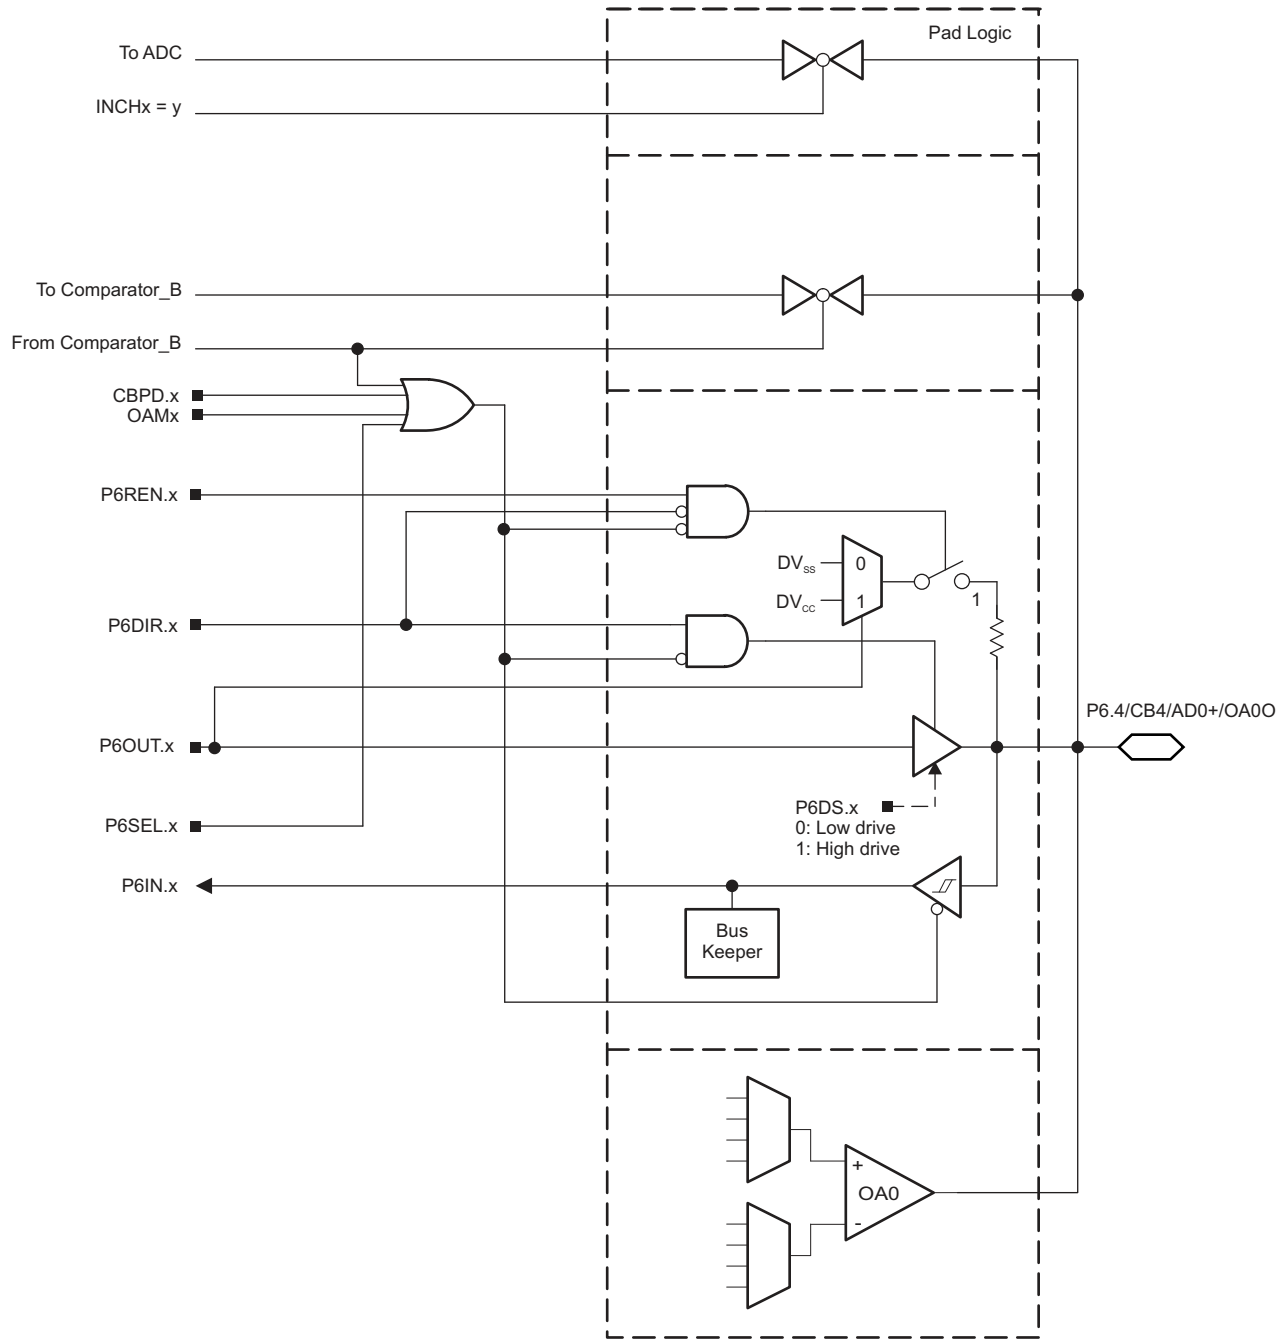 Pad Logic
To ADC
INCHx = y
To Comparator_B
From Comparator_B
CBPD.x
OAMx
P6REN.x
DVSS
0
DVCC
1
1
P6DIR.x
P6OUT.x
P6.4/CB4/AD0+/OA0O
P6DS.x
0: Low drive
1: High drive
P6SEL.x
P6IN.x
Bus
Keeper
+
OA0
-